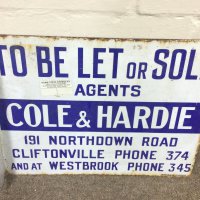 TO BE LET OR SOL
AGENTS
COLE & HARDIE
191 NORTHDOWN ROAD
CLIFTONVILLE PHONE 374
AND AT WESTBROOK PHONE 345